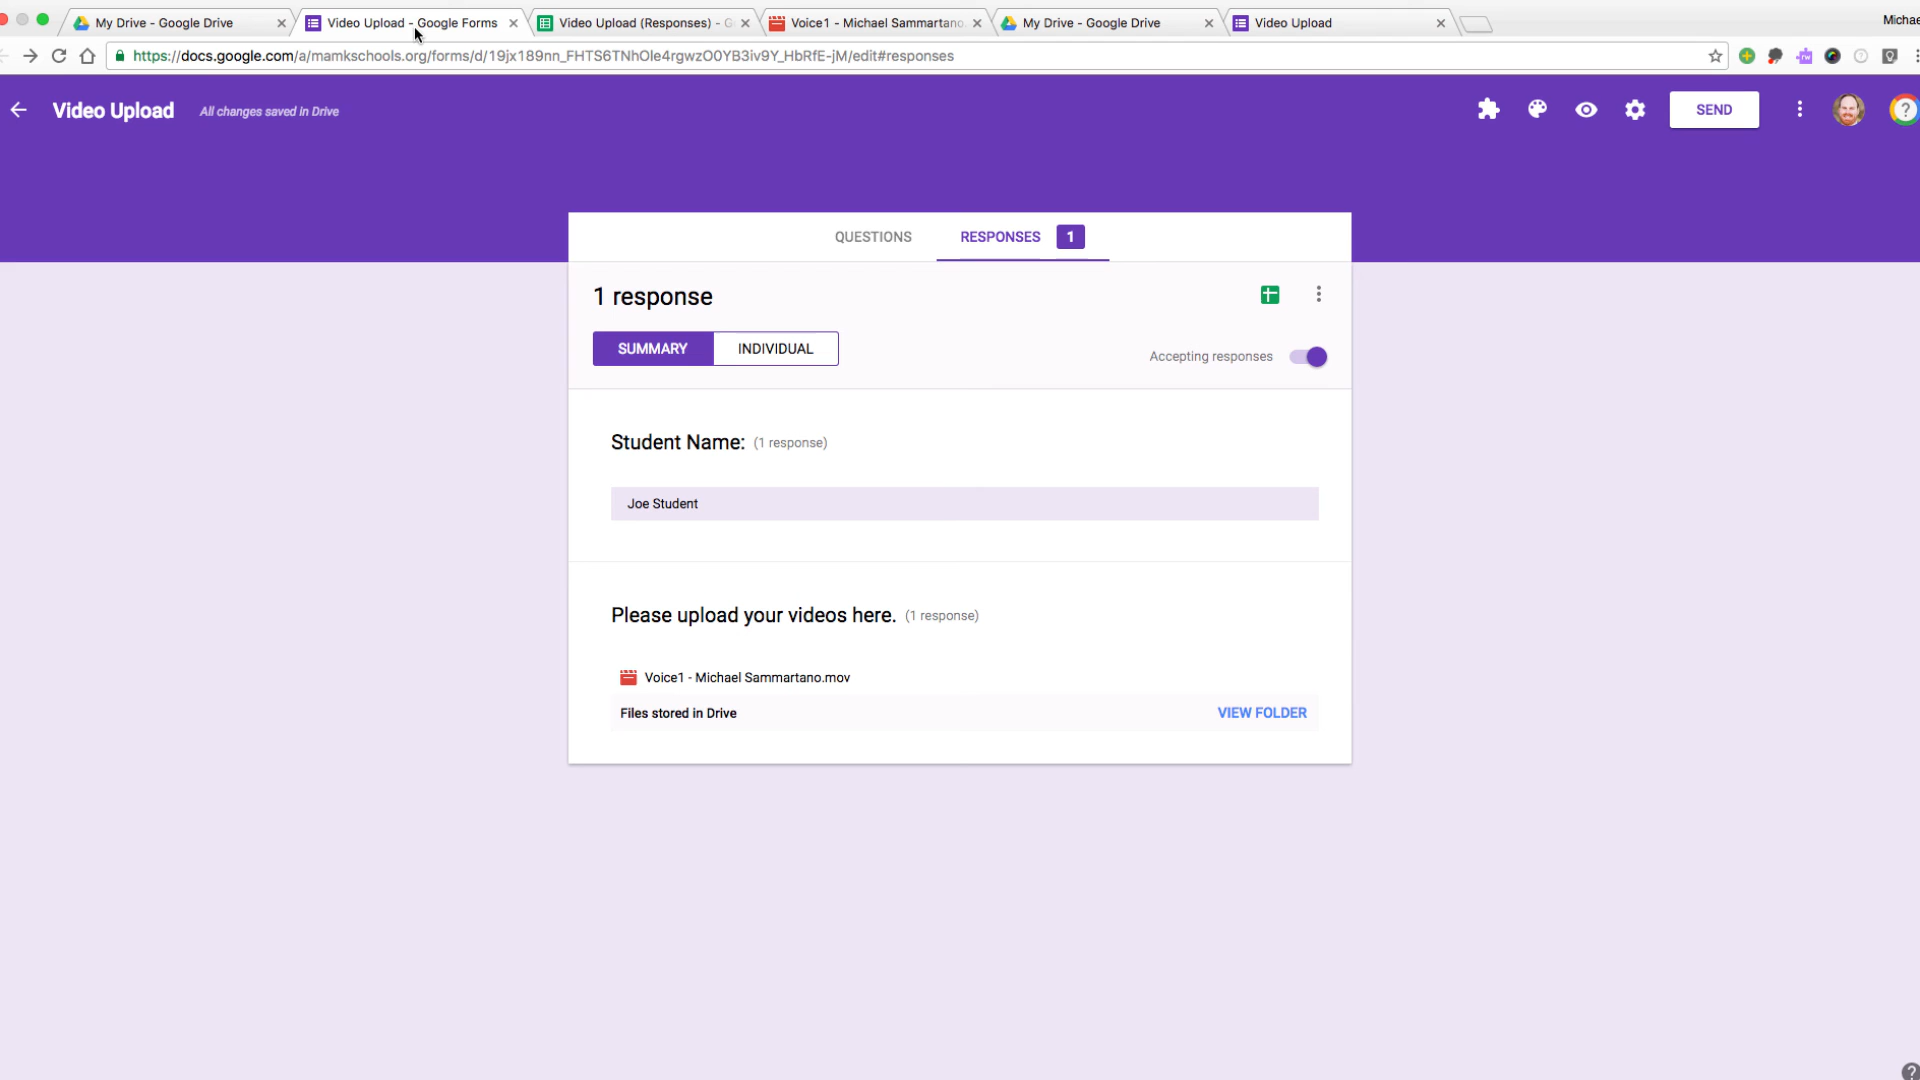 My Drive - Google Drive
Video Upload - Google Forms
Video Upload (Responses) - G
Voice1 - Michael Sammartano.
My Drive - Google Drive
Video Upload
Michae
https://docs.google.com/a/mamkschools.org/forms/d/19jx189nn_FHTS6TNhOle4rgwzO0YB3iv9Y_HbRfE-jM/edit#responses
Video Upload
All changes saved in Drive
SEND
?
QUESTIONS
RESPONSES
1
1 response
SUMMARY
INDIVIDUAL
Accepting responses
Student Name: (1 response)
Joe Student
Please upload your videos here. (1 response)
Voice1 - Michael Sammartano.mov
Files stored in Drive
VIEW FOLDER
?